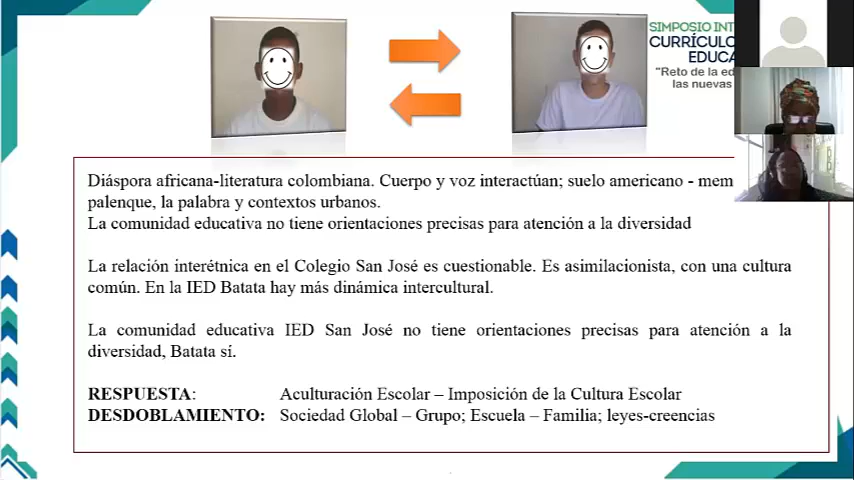 SIMPOSIO INT
CURRÍCULO
EDUCA
"Reto de la
las nuevas
Diáspora africana-literatura colombiana. Cuerpo y voz interactúan; suelo americano -
palenque, la palabra y contextos urbanos.
La comunidad educativa no tiene orientaciones precisas para atención a la diversidad
La relación interétnica en el Colegio San José es cuestionable. Es asimilacionista, con una cultura
común. En la IED Batata hay más dinámica intercultural.
La comunidad educativa IED San José no tiene orientaciones precisas para atención a la
diversidad, Batata sí.
RESPUESTA: Aculturación Escolar – Imposición de la Cultura Escolar
DESDOBLAMIENTO: Sociedad Global – Grupo; Escuela – Familia; leyes-creencias